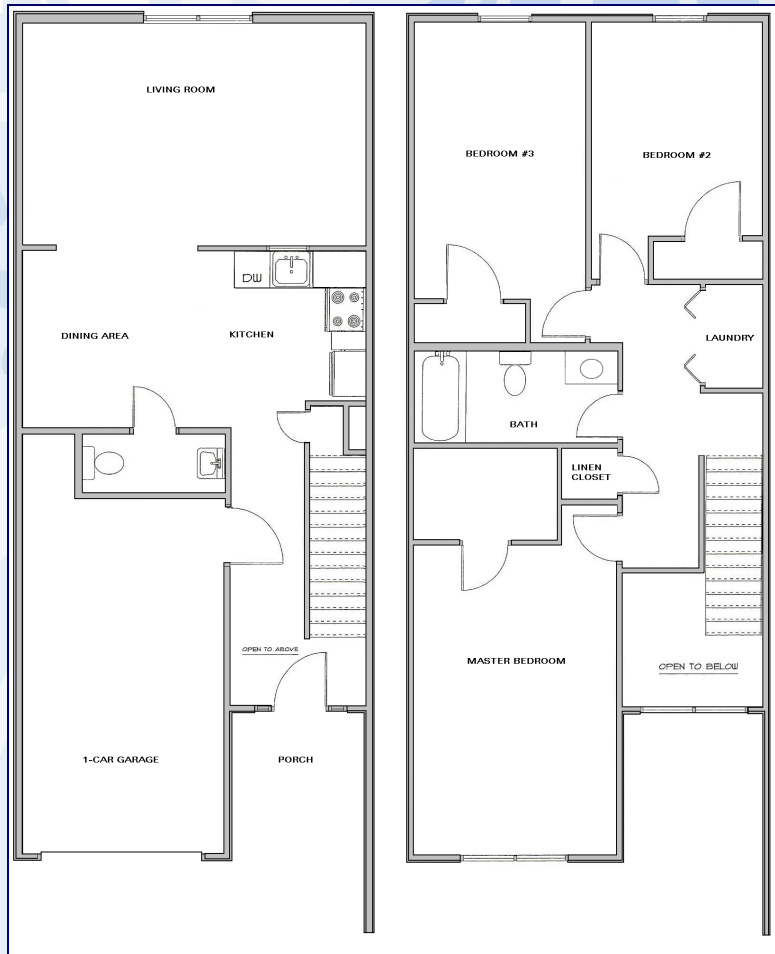 LIVING ROOM
DW
DINING AREA
KITCHEN
OPEN TO ABOVE
1-CAR GARAGE
PORCH
BEDROOM #3
BEDROOM #2
LAUNDRY
BATH
LINEN
CLOSET
MASTER BEDROOM
OPEN TO BELOW